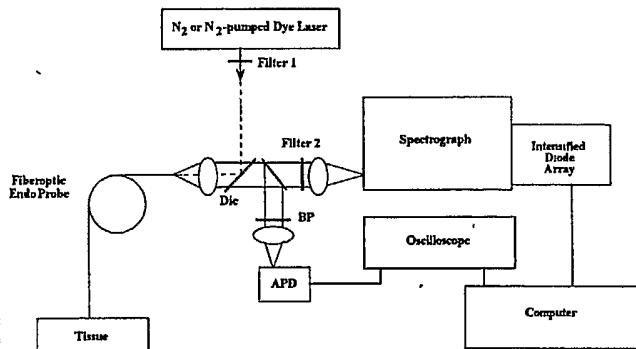 N2 or N2-pumped Dye Laser
Filter 1
Filter 2
Spectrograph
Intensified
Diode
Array
Fiberoptic
Endo Probe
Dic
BP
Oscilloscope
APD
Computer
Tissue